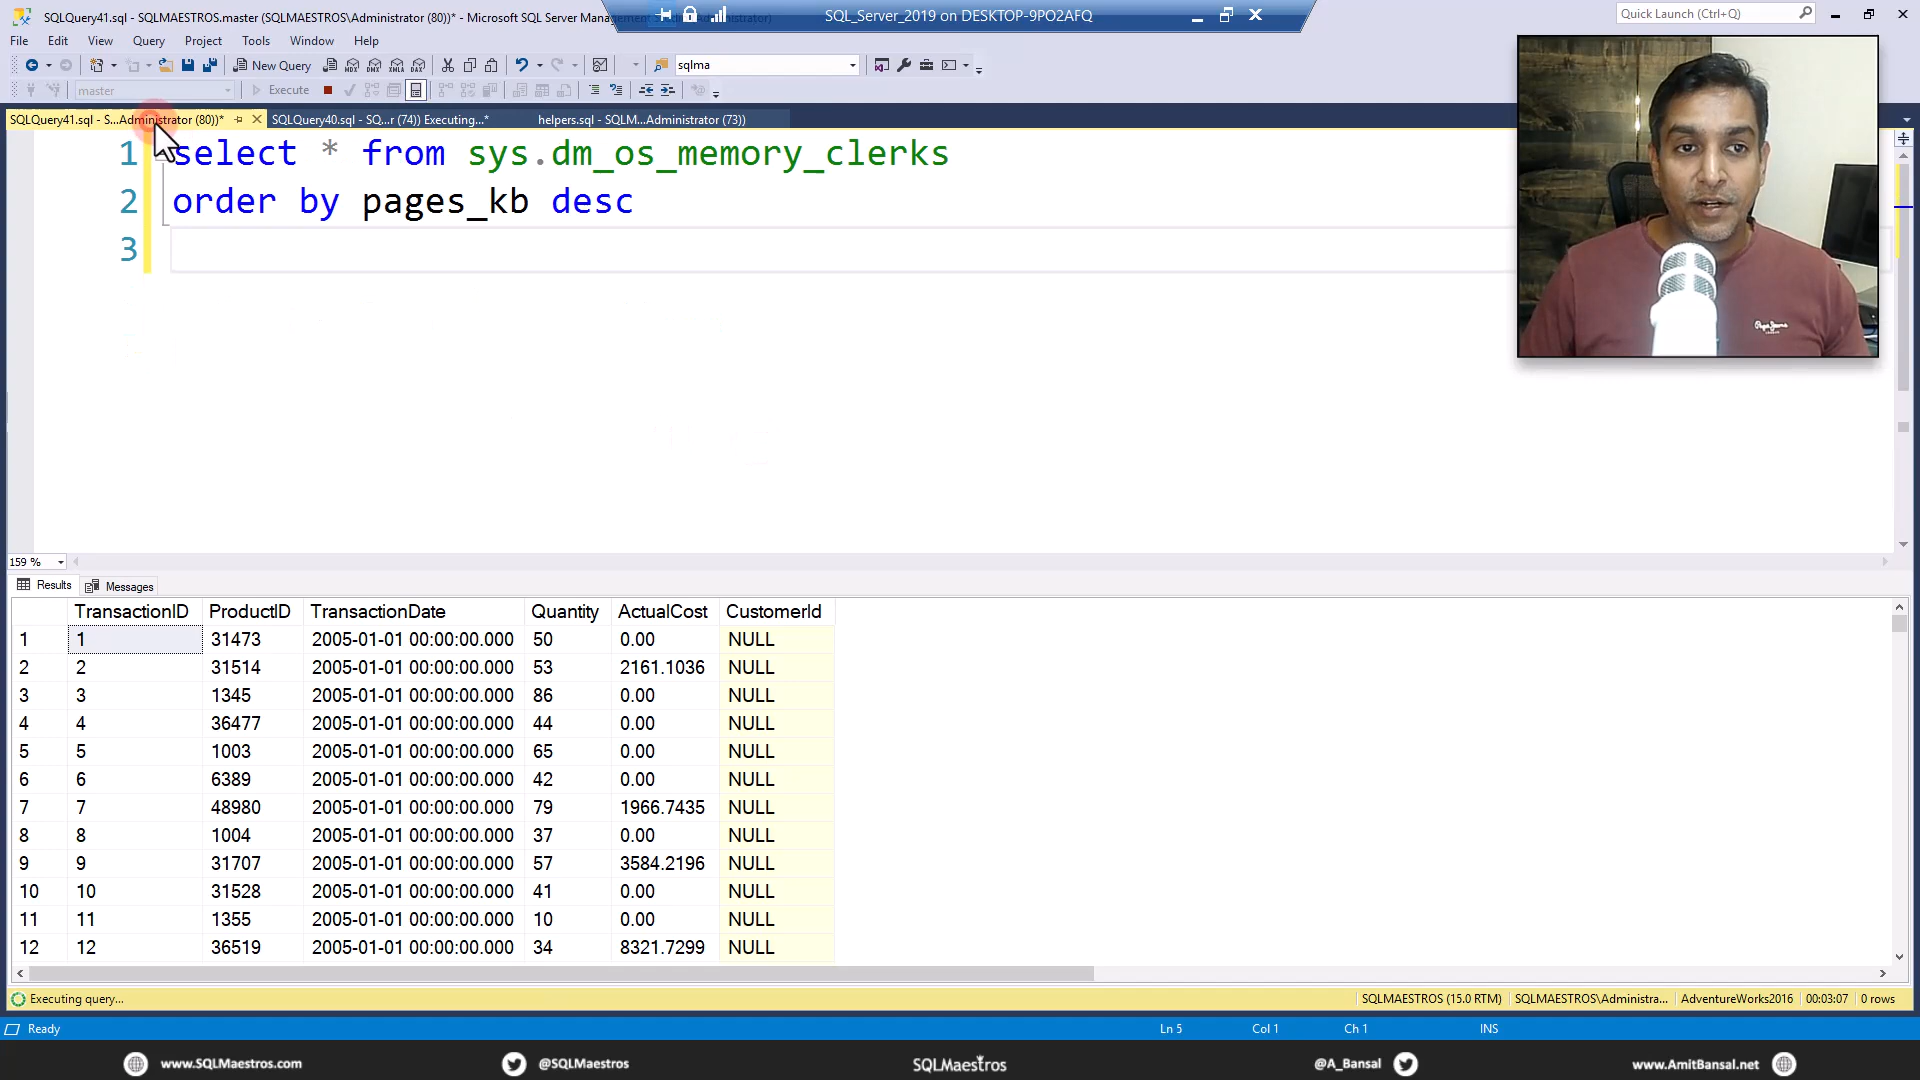 SQLQuery41.sql - SQLMAESTROS.master (SQLMAESTROS\Administrator (80))* - Microsoft SQL Server Man
SQL_Server_2019 on DESKTOP-9PO2AFQ
Quick Launch (Ctrl+Q)
File Edit View Query Project Tools Window Help
New Query MDX DMX XMLA DAX sqlma
master Execute
SQLQuery41.sql - S...Administrator (80))* SQLQuery40.sql - SQ...r (74)) Executing...* helpers.sql - SQLM...Administrator (73))
1 select * from sys.dm_os_memory_clerks
2 order by pages_kb desc
3
159 %
Results Messages
TransactionID ProductID TransactionDate Quantity ActualCost CustomerId
1 1 31473 2005-01-01 00:00:00.000 50 0.00 NULL
2 2 31514 2005-01-01 00:00:00.000 53 2161.1036 NULL
3 3 1345 2005-01-01 00:00:00.000 86 0.00 NULL
4 4 36477 2005-01-01 00:00:00.000 44 0.00 NULL
5 5 1003 2005-01-01 00:00:00.000 65 0.00 NULL
6 6 6389 2005-01-01 00:00:00.000 42 0.00 NULL
7 7 48980 2005-01-01 00:00:00.000 79 1966.7435 NULL
8 8 1004 2005-01-01 00:00:00.000 37 0.00 NULL
9 9 31707 2005-01-01 00:00:00.000 57 3584.2196 NULL
10 10 31528 2005-01-01 00:00:00.000 41 0.00 NULL
11 11 1355 2005-01-01 00:00:00.000 10 0.00 NULL
12 12 36519 2005-01-01 00:00:00.000 34 8321.7299 NULL
Executing query... SQLMAESTROS (15.0 RTM) SQLMAESTROS\Administra... AdventureWorks2016 00:03:07 0 rows
Ready Ln 5 Col 1 Ch 1 INS
www.SQLMaestros.com @SQLMaestros SQLMaestros @A_Bansal www.AmitBansal.net